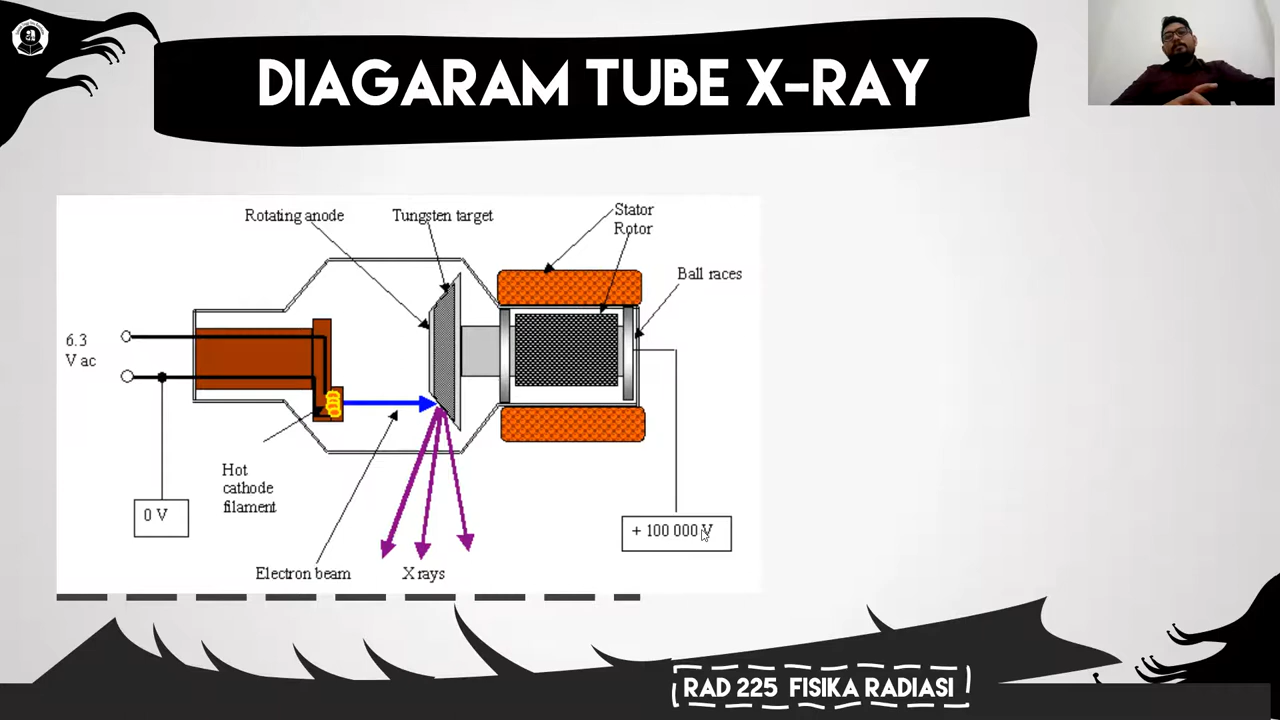 DIAGARAM TUBE X-RAY
Rotating anode
Tungsten target
Stator
Rotor
Ball races
6.3
V ac
Hot
cathode
filament
0 V
+ 100 000 V
Electron beam
X rays
RAD 225 FISIKA RADIASI